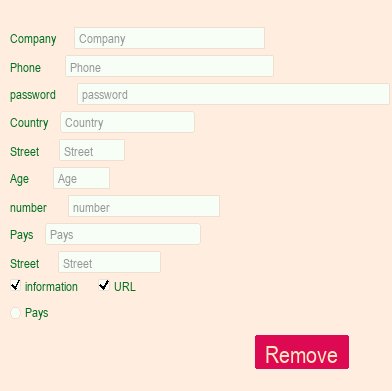 Company Company
Phone Phone
password password
Country Country
Street Street
Age Age
number number
Pays Pays
Street Street
information URL
Pays
Remove